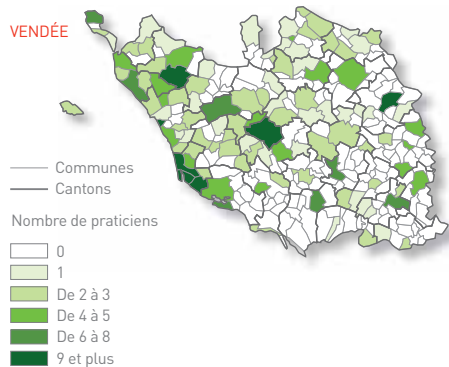 VENDÉE
Communes
Cantons
Nombre de praticiens
0
1
De 2 à 3
De 4 à 5
De 6 à 8
9 et plus